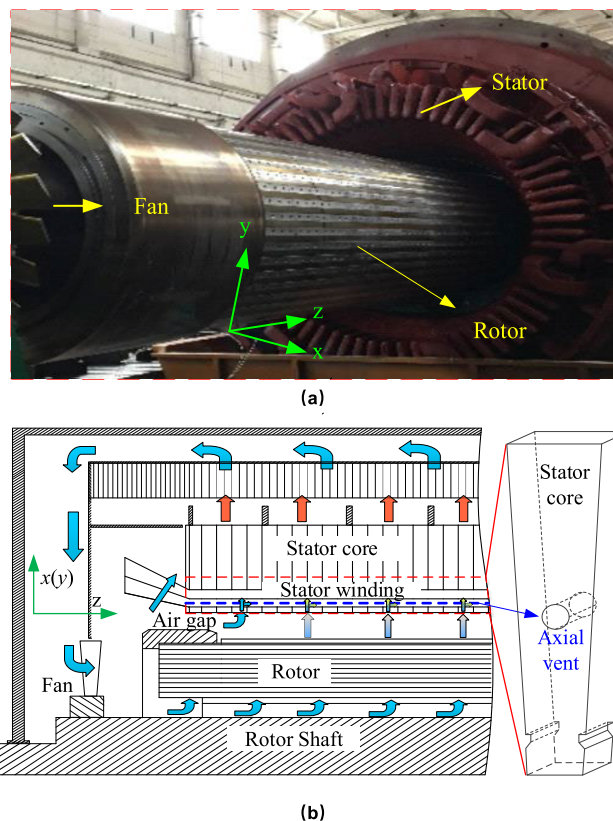 Stator
Fan
y
z
x
Rotor
(a)
Stator core
Stator
core
x(y)
Stator winding
z
Air gap
Axial
vent
Fan
Rotor
Rotor Shaft
(b)